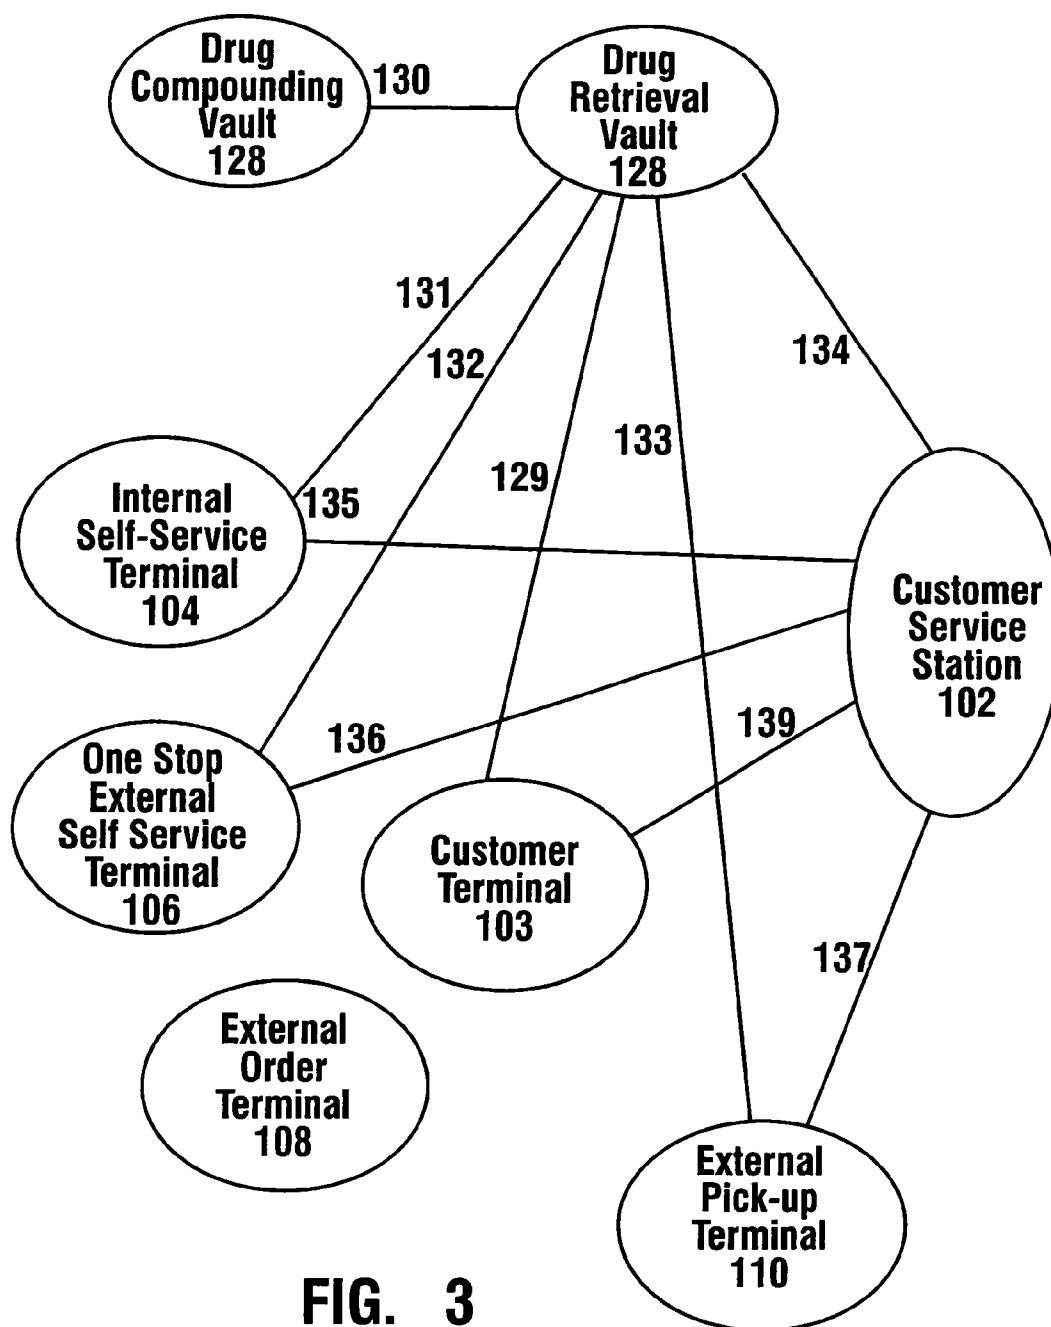 Drug
Compounding
Vault
128
130
Drug
Retrieval
Vault
128
131
132
134
133
129
135
Internal
Self-Service
Terminal
104
Customer
Service
Station
102
136
139
One Stop
External
Self Service
Terminal
106
Customer
Terminal
103
137
External
Order
Terminal
108
External
Pick-up
Terminal
110
FIG. 3